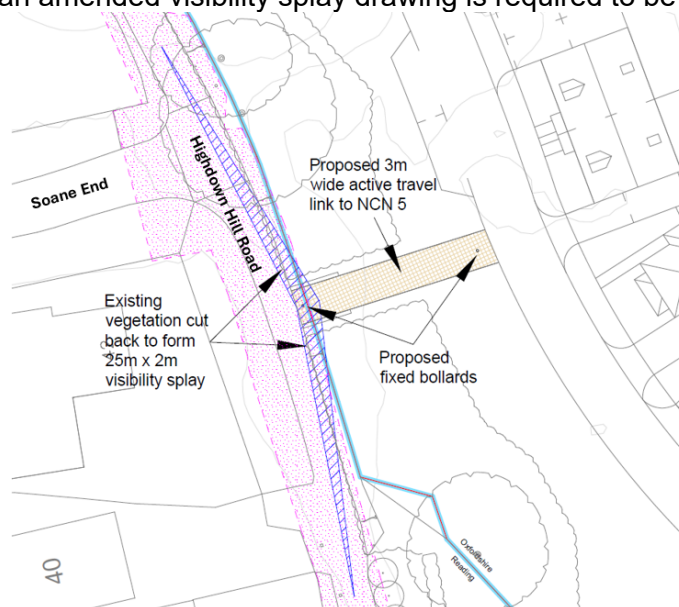 an amended visibility splay drawing is required to be
Soane End
Highdown Hill Road
Proposed 3m
wide active travel
link to NCN 5
Existing
vegetation cut
back to form
25m x 2m
visibility splay
Proposed
fixed bollards
Oxfordshire
Reading
40